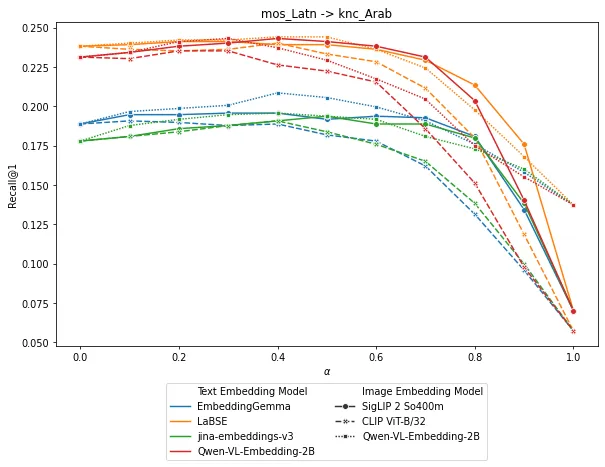 mos_Latn -> knc_Arab
Recall@1
0.250
0.225
0.200
0.175
0.150
0.125
0.100
0.075
0.050
0.0 0.2 0.4 0.6 0.8 1.0
α
Text Embedding Model Image Embedding Model
EmbeddingGemma SigLIP 2 So400m
LaBSE CLIP ViT-B/32
jina-embeddings-v3 Qwen-VL-Embedding-2B
Qwen-VL-Embedding-2B